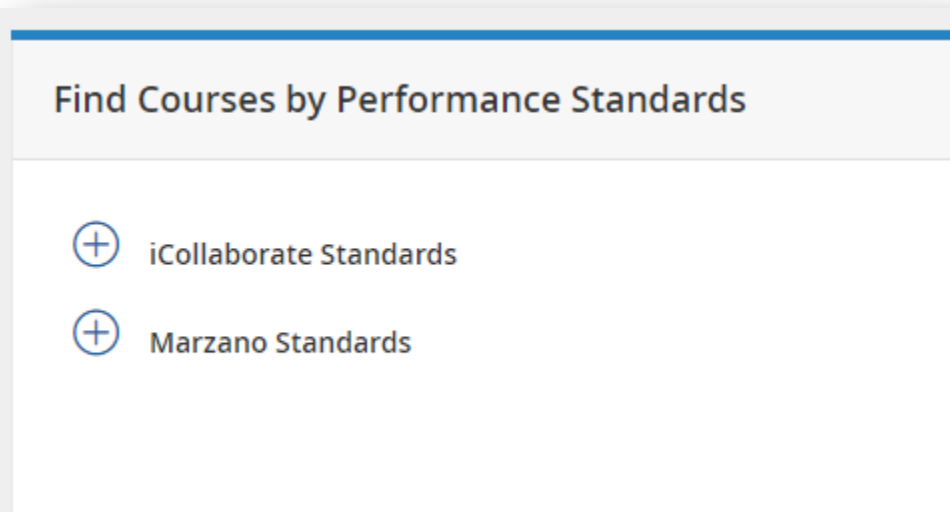 Find Courses by Performance Standards
iCollaborate Standards
Marzano Standards